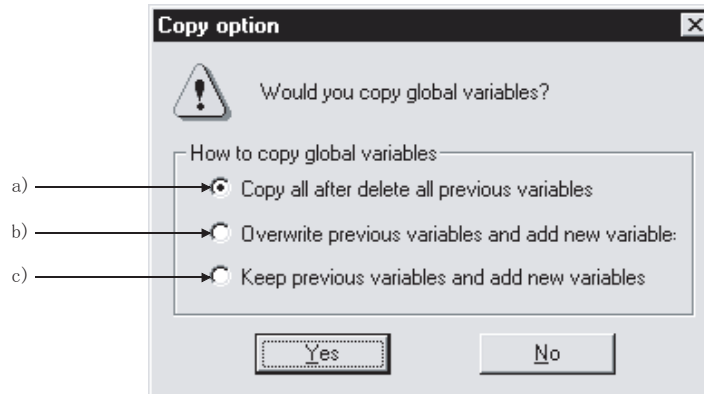 Copy option
Would you copy global variables?
How to copy global variables
a) Copy all after delete all previous variables
b) Overwrite previous variables and add new variable:
c) Keep previous variables and add new variables
Yes No